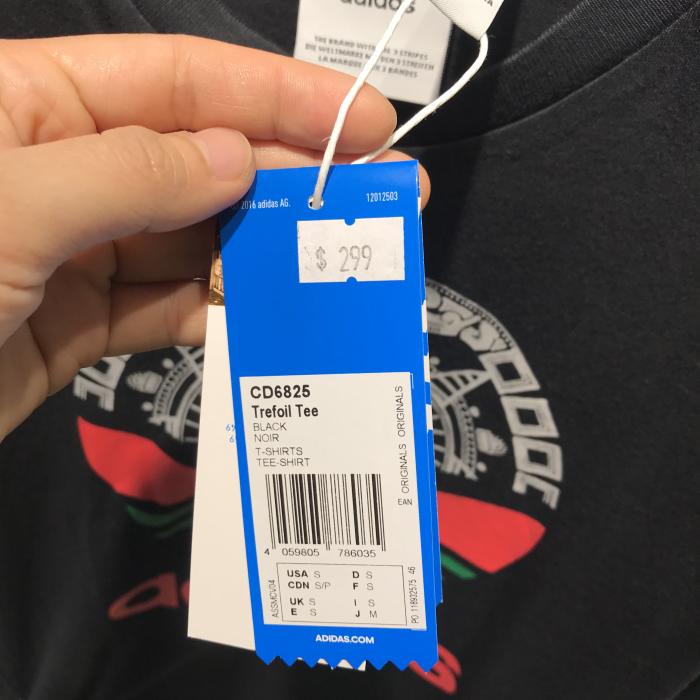 adidas
THE BRAND WITH THE 3 STRIPES
DIE WELTMARKE MIT DEN 3 STREIFEN
LA MARQUE AUX 3 BANDES
© 2016 adidas AG.
12012503
$ 299
CD6825
Trefoil Tee
BLACK
NOIR
T-SHIRTS
TEE-SHIRT
ORIGINALS ORIGINALS
EAN
4 059805 786035
ASSMCV04
USA S D S
CDN S/P F S
UK S I S
E S J M
PO 118932575 46
ADIDAS.COM